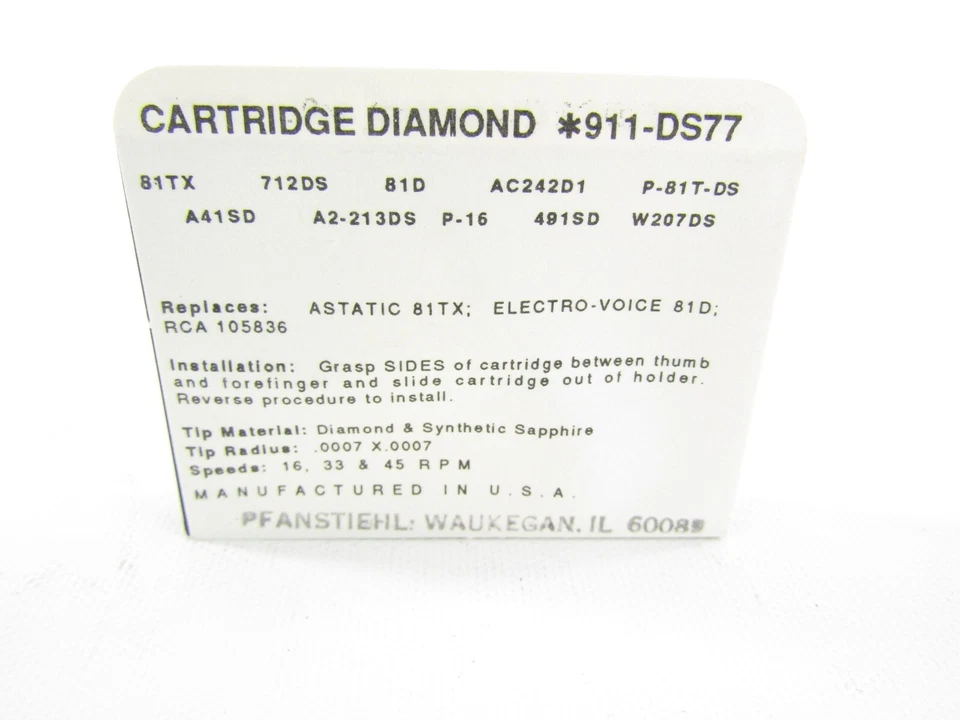 CARTRIDGE DIAMOND *911-DS77
81TX 712DS 81D AC242D1 P-81T-DS
A41SD A2-213DS P-16 491SD W207DS
Replaces: ASTATIC 81TX; ELECTRO-VOICE 81D;
RCA 105836
Installation: Grasp SIDES of cartridge between thumb
and forefinger and slide cartridge out of holder.
Reverse procedure to install.
Tip Material: Diamond & Synthetic Sapphire
Tip Radius: .0007 X.0007
Speeds: 16, 33 & 45 RPM
MANUFACTURED IN U.S.A.
PFANSTIEHL: WAUKEGAN, IL